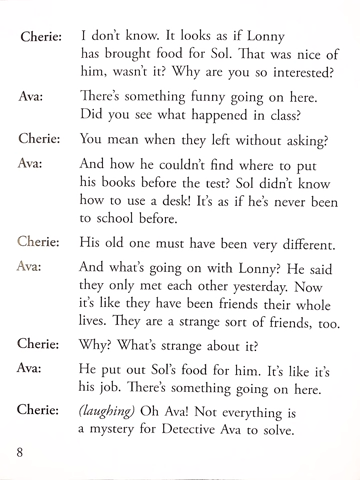 Cherie: I don't know. It looks as if Lonny
has brought food for Sol. That was nice of
him, wasn't it? Why are you so interested?
Ava: There's something funny going on here.
Did you see what happened in class?
Cherie: You mean when they left without asking?
Ava: And how he couldn't find where to put
his books before the test? Sol didn't know
how to use a desk! It's as if he's never been
to school before.
Cherie: His old one must have been very different.
Ava: And what's going on with Lonny? He said
they only met each other yesterday. Now
it's like they have been friends their whole
lives. They are a strange sort of friends, too.
Cherie: Why? What's strange about it?
Ava: He put out Sol's food for him. It's like it's
his job. There's something going on here.
Cherie: (laughing) Oh Ava! Not everything is
a mystery for Detective Ava to solve.
8